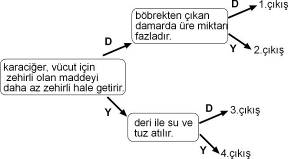 böbrekten çıkan
damarda üre miktarı
fazladır.
D
1.çıkış
Y
2.çıkış
D
karaciğer, vücut için
zehirli olan maddeyi
daha az zehirli hale getirir.
Y
deri ile su ve
tuz atılır.
D
3.çıkış
Y
4.çıkış